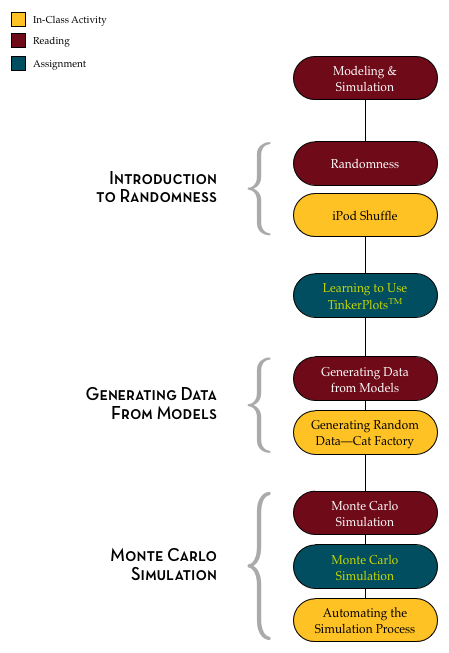 In-Class Activity
Reading
Assignment
Modeling &
Simulation
Introduction
to Randomness
Randomness
iPod Shuffle
Learning to Use
TinkerPlots™
Generating Data
From Models
Generating Data
from Models
Generating Random
Data—Cat Factory
Monte Carlo
Simulation
Monte Carlo
Simulation
Monte Carlo
Simulation
Automating the
Simulation Process